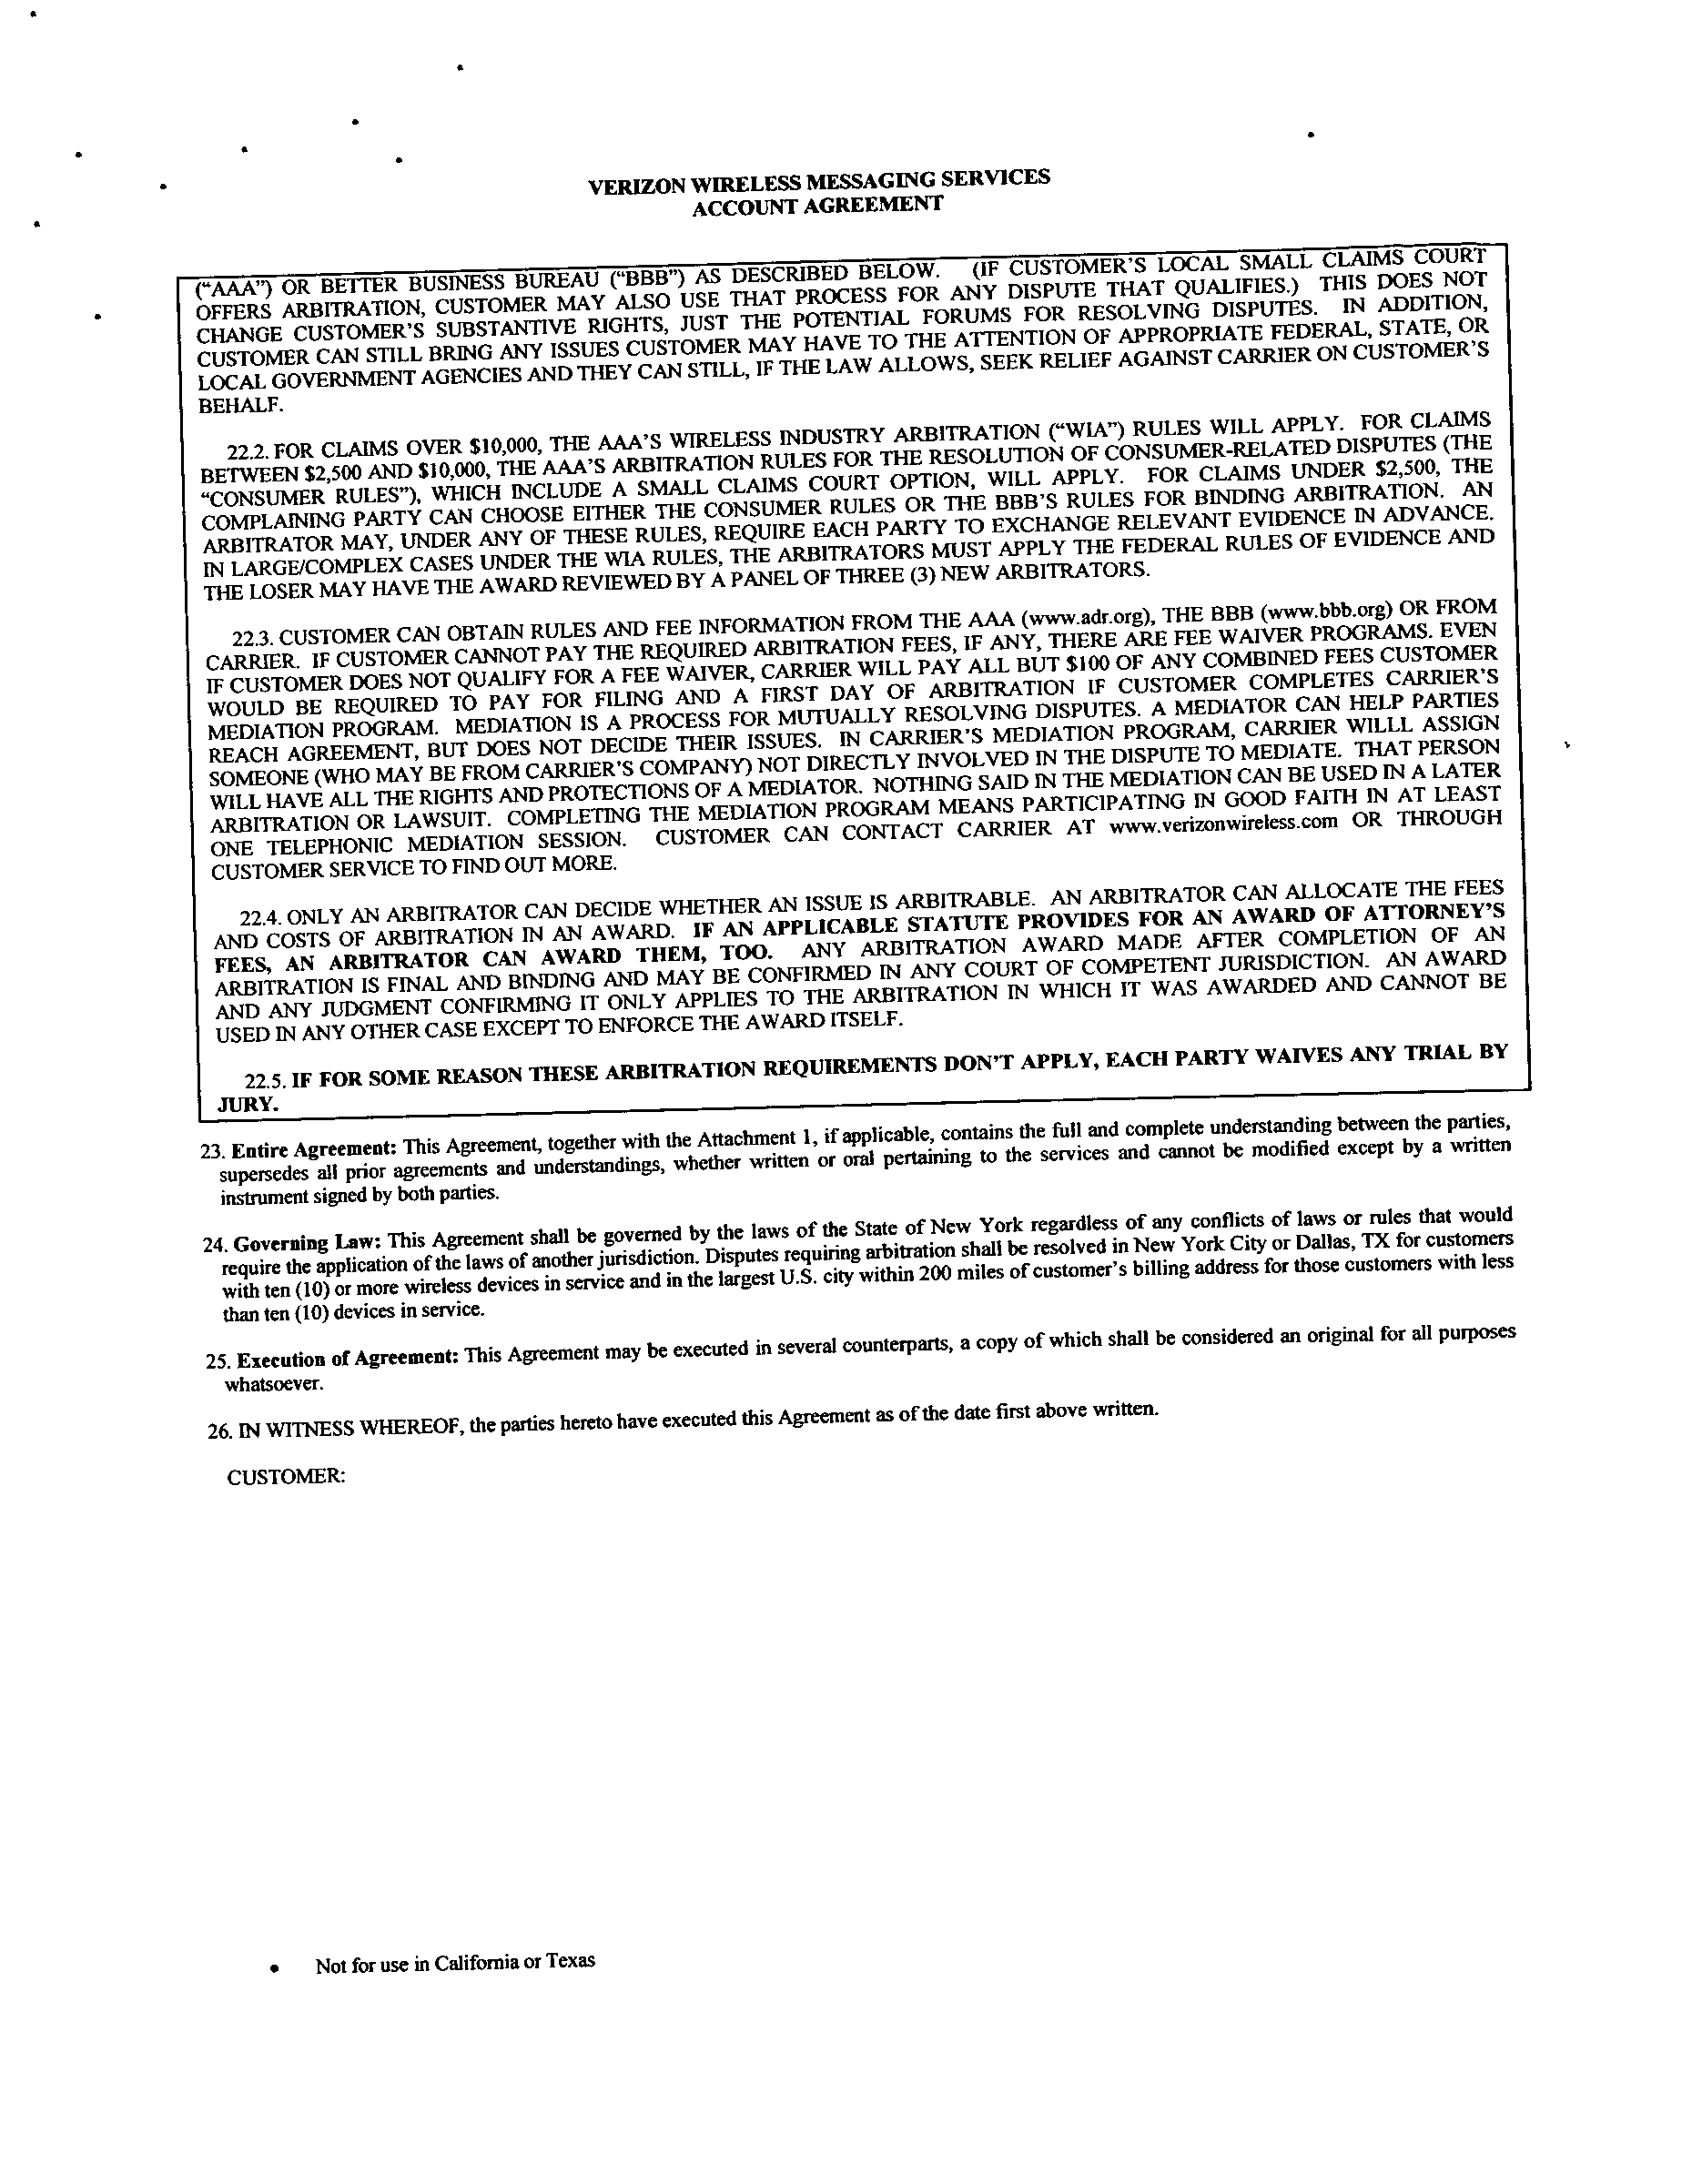 VERIZON WIRELESS MESSAGING SERVICES
ACCOUNT AGREEMENT
("AAA") OR BETTER BUSINESS BUREAU ("BBB") AS DESCRIBED BELOW. (IF CUSTOMER'S LOCAL SMALL CLAIMS COURT
OFFERS ARBITRATION, CUSTOMER MAY ALSO USE THAT PROCESS FOR ANY DISPUTE THAT QUALIFIES.) THIS DOES NOT
CHANGE CUSTOMER'S SUBSTANTIVE RIGHTS, JUST THE POTENTIAL FORUMS FOR RESOLVING DISPUTES. IN ADDITION,
CUSTOMER CAN STILL BRING ANY ISSUES CUSTOMER MAY HAVE TO THE ATTENTION OF APPROPRIATE FEDERAL, STATE, OR
LOCAL GOVERNMENT AGENCIES AND THEY CAN STILL, IF THE LAW ALLOWS, SEEK RELIEF AGAINST CARRIER ON CUSTOMER'S
BEHALF.
22.2. FOR CLAIMS OVER $10,000, THE AAA'S WIRELESS INDUSTRY ARBITRATION ("WIA") RULES WILL APPLY. FOR CLAIMS
BETWEEN $2,500 AND $10,000, THE AAA'S ARBITRATION RULES FOR THE RESOLUTION OF CONSUMER-RELATED DISPUTES (THE
"CONSUMER RULES"), WHICH INCLUDE A SMALL CLAIMS COURT OPTION, WILL APPLY. FOR CLAIMS UNDER $2,500, THE
COMPLAINING PARTY CAN CHOOSE EITHER THE CONSUMER RULES OR THE BBB'S RULES FOR BINDING ARBITRATION. AN
ARBITRATOR MAY, UNDER ANY OF THESE RULES, REQUIRE EACH PARTY TO EXCHANGE RELEVANT EVIDENCE IN ADVANCE.
IN LARGE/COMPLEX CASES UNDER THE WIA RULES, THE ARBITRATORS MUST APPLY THE FEDERAL RULES OF EVIDENCE AND
THE LOSER MAY HAVE THE AWARD REVIEWED BY A PANEL OF THREE (3) NEW ARBITRATORS.
22.3. CUSTOMER CAN OBTAIN RULES AND FEE INFORMATION FROM THE AAA (www.adr.org), THE BBB (www.bbb.org) OR FROM
CARRIER. IF CUSTOMER CANNOT PAY THE REQUIRED ARBITRATION FEES, IF ANY, THERE ARE FEE WAIVER PROGRAMS. EVEN
IF CUSTOMER DOES NOT QUALIFY FOR A FEE WAIVER, CARRIER WILL PAY ALL BUT $100 OF ANY COMBINED FEES CUSTOMER
WOULD BE REQUIRED TO PAY FOR FILING AND A FIRST DAY OF ARBITRATION IF CUSTOMER COMPLETES CARRIER'S
MEDIATION PROGRAM. MEDIATION IS A PROCESS FOR MUTUALLY RESOLVING DISPUTES. A MEDIATOR CAN HELP PARTIES
REACH AGREEMENT, BUT DOES NOT DECIDE THEIR ISSUES. IN CARRIER'S MEDIATION PROGRAM, CARRIER WILLL ASSIGN
SOMEONE (WHO MAY BE FROM CARRIER'S COMPANY) NOT DIRECTLY INVOLVED IN THE DISPUTE TO MEDIATE. THAT PERSON
WILL HAVE ALL THE RIGHTS AND PROTECTIONS OF A MEDIATOR. NOTHING SAID IN THE MEDIATION CAN BE USED IN A LATER
ARBITRATION OR LAWSUIT. COMPLETING THE MEDIATION PROGRAM MEANS PARTICIPATING IN GOOD FAITH IN AT LEAST
ONE TELEPHONIC MEDIATION SESSION. CUSTOMER CAN CONTACT CARRIER AT www.verizonwireless.com OR THROUGH
CUSTOMER SERVICE TO FIND OUT MORE.
22.4. ONLY AN ARBITRATOR CAN DECIDE WHETHER AN ISSUE IS ARBITRABLE. AN ARBITRATOR CAN ALLOCATE THE FEES
AND COSTS OF ARBITRATION IN AN AWARD. IF AN APPLICABLE STATUTE PROVIDES FOR AN AWARD OF ATTORNEY'S
FEES, AN ARBITRATOR CAN AWARD THEM, TOO. ANY ARBITRATION AWARD MADE AFTER COMPLETION OF AN
ARBITRATION IS FINAL AND BINDING AND MAY BE CONFIRMED IN ANY COURT OF COMPETENT JURISDICTION. AN AWARD
AND ANY JUDGMENT CONFIRMING IT ONLY APPLIES TO THE ARBITRATION IN WHICH IT WAS AWARDED AND CANNOT BE
USED IN ANY OTHER CASE EXCEPT TO ENFORCE THE AWARD ITSELF.
22.5. IF FOR SOME REASON THESE ARBITRATION REQUIREMENTS DON'T APPLY, EACH PARTY WAIVES ANY TRIAL BY
JURY.
23. Entire Agreement: This Agreement, together with the Attachment 1, if applicable, contains the full and complete understanding between the parties,
supersedes all prior agreements and understandings, whether written or oral pertaining to the services and cannot be modified except by a written
instrument signed by both parties.
24. Governing Law: This Agreement shall be governed by the laws of the State of New York regardless of any conflicts of laws or rules that would
require the application of the laws of another jurisdiction. Disputes requiring arbitration shall be resolved in New York City or Dallas, TX for customers
with ten (10) or more wireless devices in service and in the largest U.S. city within 200 miles of customer's billing address for those customers with less
than ten (10) devices in service.
25. Execution of Agreement: This Agreement may be executed in several counterparts, a copy of which shall be considered an original for all purposes
whatsoever.
26. IN WITNESS WHEREOF, the parties hereto have executed this Agreement as of the date first above written.
CUSTOMER:
• Not for use in California or Texas